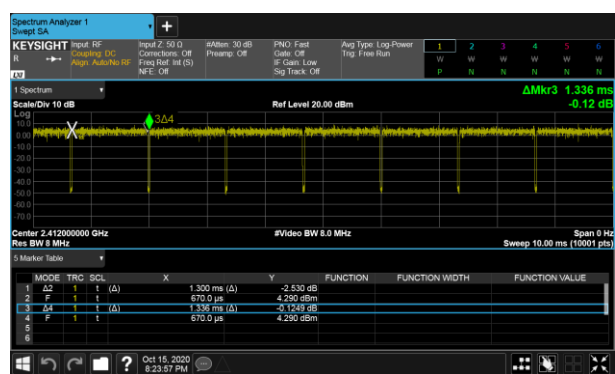 Spectrum Analyzer 1
Swept SA
+
KEYSIGHT Input: RF Input Z: 50 Ω #Atten: 30 dB PNO: Fast Avg Type: Log-Power 1 2 3 4 5 6
R Coupling: DC Corrections: Off Preamp: Off Gate: Off Trig: Free Run W W W W W W
Align: Auto/No RF Freq Ref: Int (S) IF Gain: Low
LXI NFE: Off Sig Track: Off P N N N N N
1 Spectrum ΔMkr3 1.336 ms
Scale/Div 10 dB Ref Level 20.00 dBm -0.12 dB
Log
10.0 3Δ4
0.00 X
-10.0
-20.0
-30.0
-40.0
-50.0
-60.0
-70.0
Center 2.412000000 GHz #Video BW 8.0 MHz Span 0 Hz
Res BW 8 MHz Sweep 10.00 ms (10001 pts)
5 Marker Table
MODE TRC SCL X Y FUNCTION FUNCTION WIDTH FUNCTION VALUE
1 Δ2 1 t (Δ) 1.300 ms (Δ) -2.530 dB
2 F 1 t 670.0 µs 4.290 dBm
3 Δ4 1 t (Δ) 1.336 ms (Δ) -0.1249 dB
4 F 1 t 670.0 µs 4.290 dBm
5
6
? Oct 15, 2020
8:23:57 PM